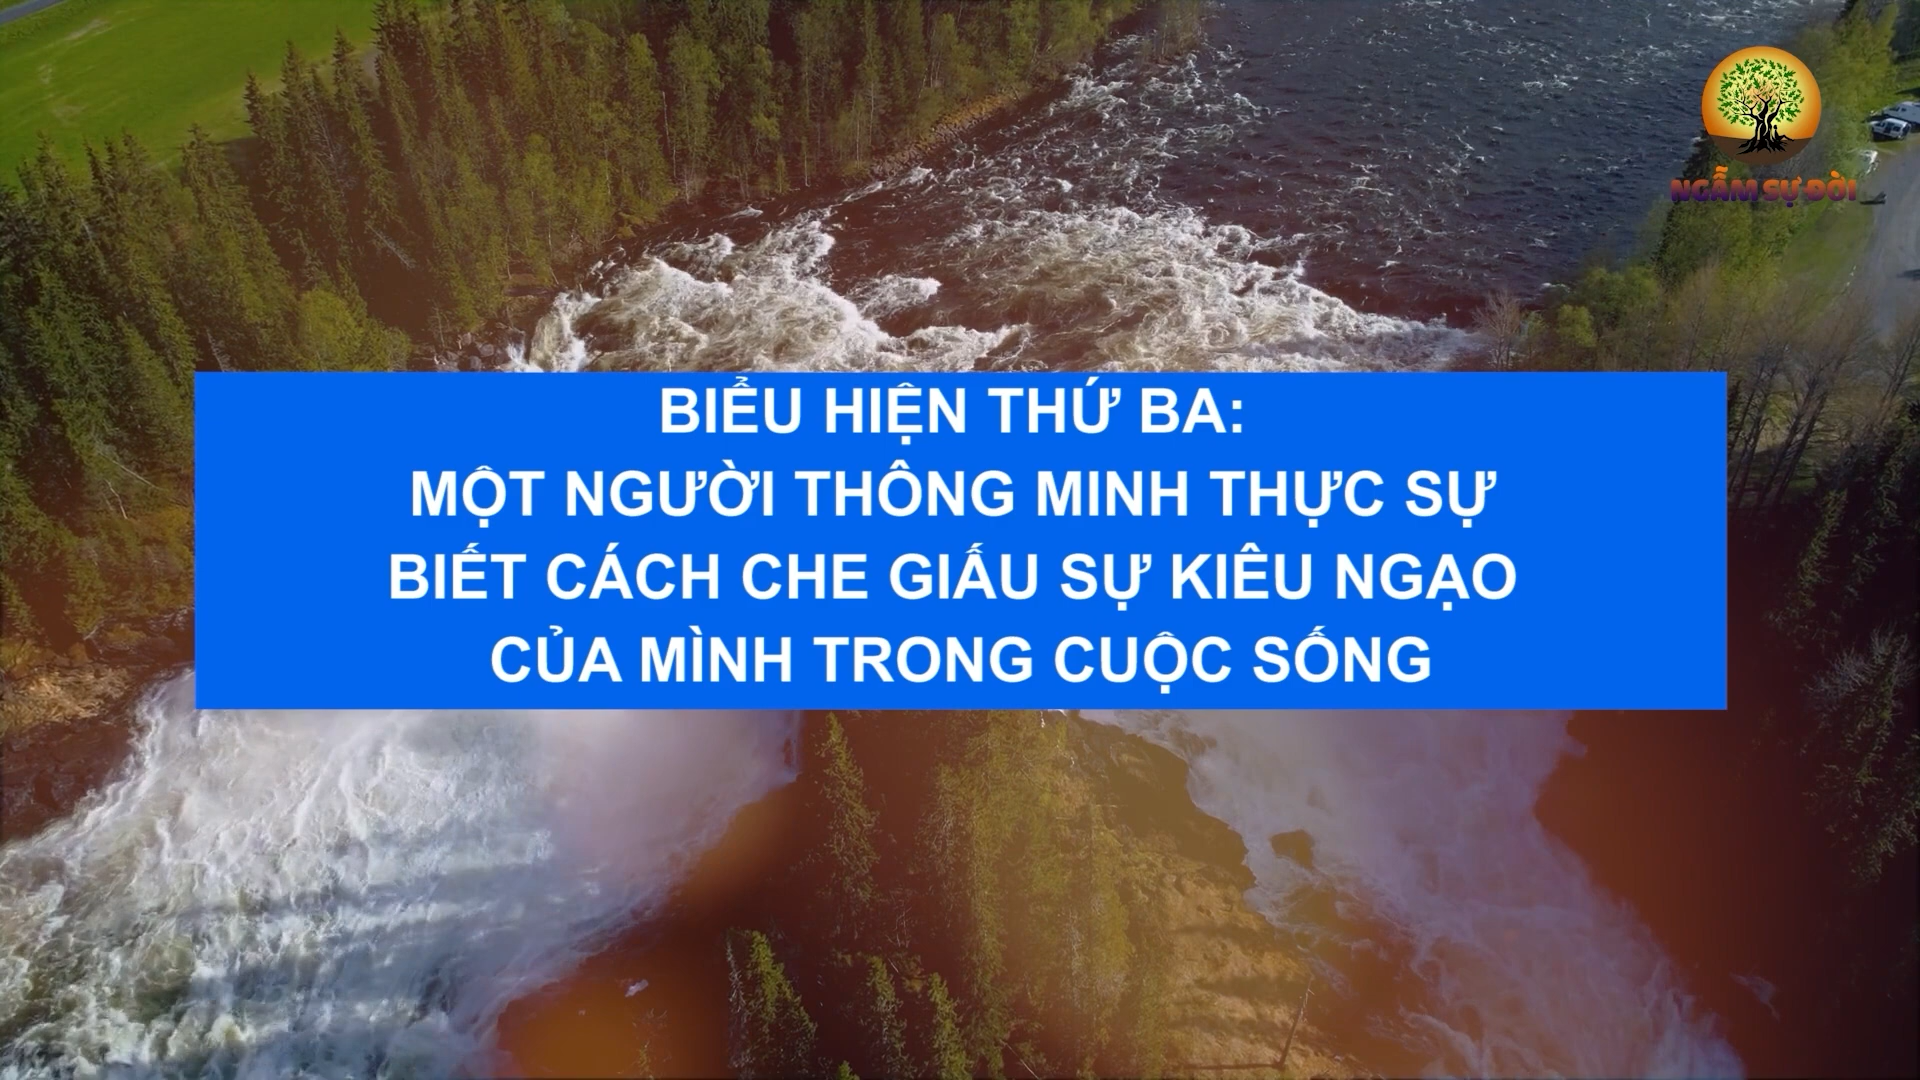 NGẪM SỰ ĐỜI
BIỂU HIỆN THỨ BA:
MỘT NGƯỜI THÔNG MINH THỰC SỰ
BIẾT CÁCH CHE GIẤU SỰ KIÊU NGẠO
CỦA MÌNH TRONG CUỘC SỐNG